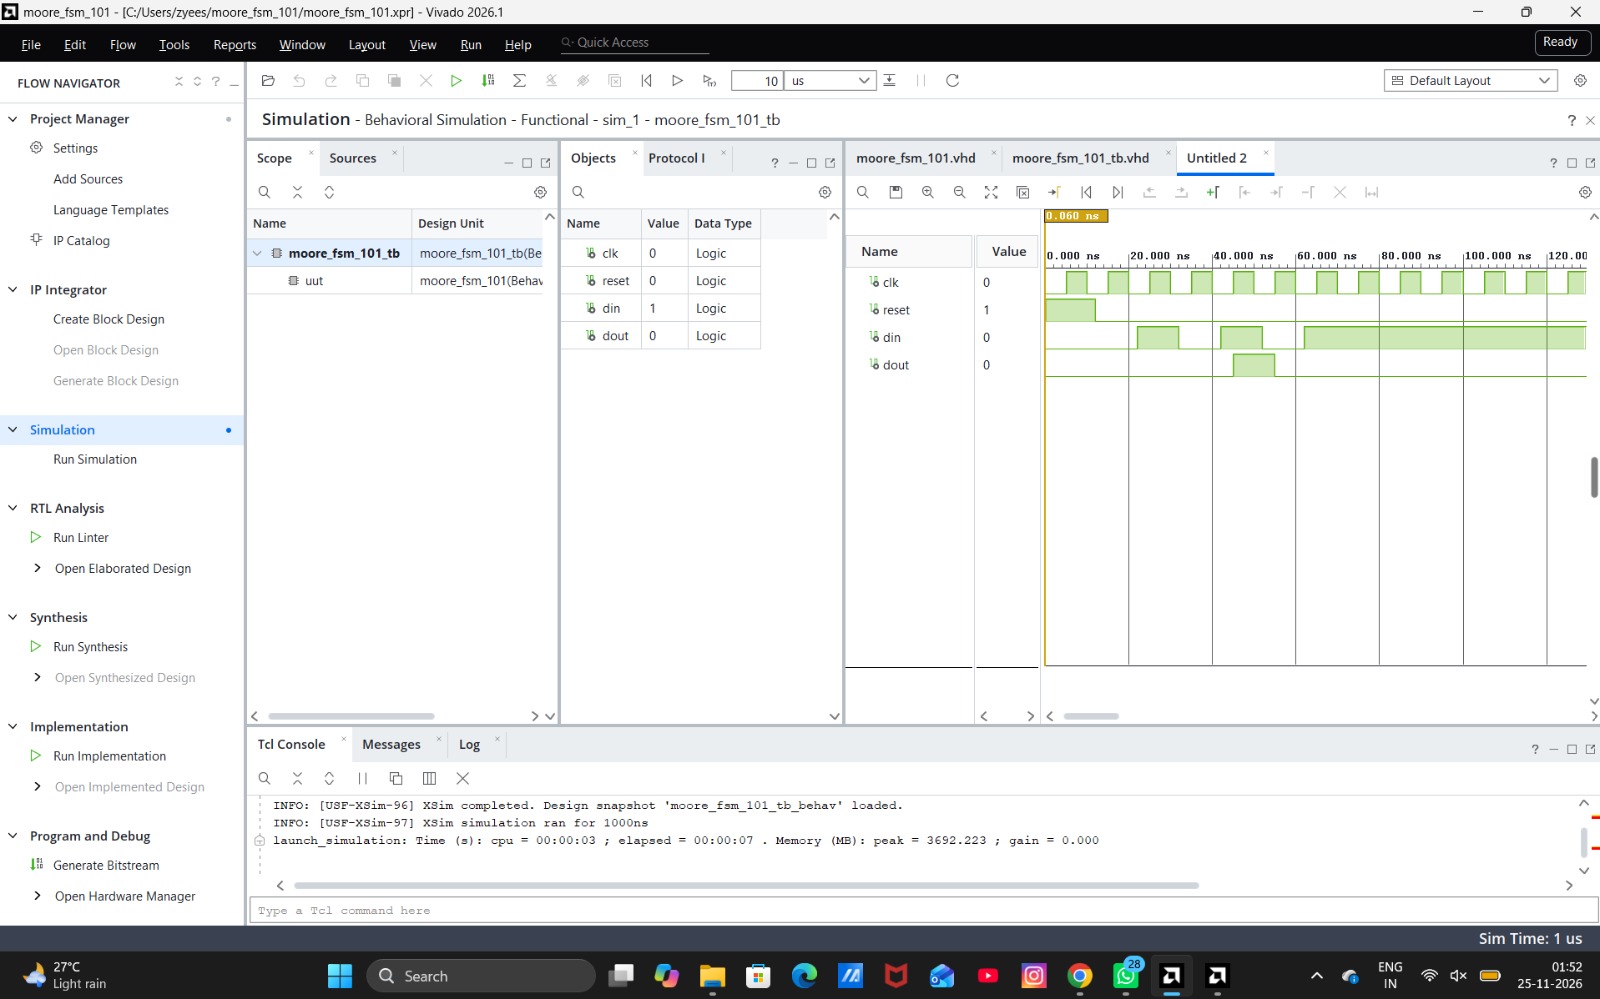 moore_fsm_101 - [C:/Users/zyees/moore_fsm_101/moore_fsm_101.xpr] - Vivado 2026.1
File Edit Flow Tools Reports Window Layout View Run Help Quick Access Ready
FLOW NAVIGATOR ?
10 us Default Layout
Simulation - Behavioral Simulation - Functional - sim_1 - moore_fsm_101_tb ?
Project Manager
Settings
Add Sources
Language Templates
IP Catalog
IP Integrator
Create Block Design
Open Block Design
Generate Block Design
Simulation
Run Simulation
RTL Analysis
Run Linter
Open Elaborated Design
Synthesis
Run Synthesis
Open Synthesized Design
Implementation
Run Implementation
Open Implemented Design
Program and Debug
Generate Bitstream
Open Hardware Manager
Scope Sources
Name Design Unit
moore_fsm_101_tb moore_fsm_101_tb(Be
uut moore_fsm_101(Behav
Objects Protocol I ?
Name Value Data Type
clk 0 Logic
reset 0 Logic
din 1 Logic
dout 0 Logic
moore_fsm_101.vhd moore_fsm_101_tb.vhd Untitled 2 ?
0.060 ns
Name Value
0.000 ns 20.000 ns 40.000 ns 60.000 ns 80.000 ns 100.000 ns 120.00
clk 0
reset 1
din 0
dout 0
Tcl Console Messages Log ?
INFO: [USF-XSim-96] XSim completed. Design snapshot 'moore_fsm_101_tb_behav' loaded.
INFO: [USF-XSim-97] XSim simulation ran for 1000ns
launch_simulation: Time (s): cpu = 00:00:03 ; elapsed = 00:00:07 . Memory (MB): peak = 3692.223 ; gain = 0.000
Type a Tcl command here
Sim Time: 1 us
27°C
Light rain
Search
28
ENG
IN
01:52
25-11-2026